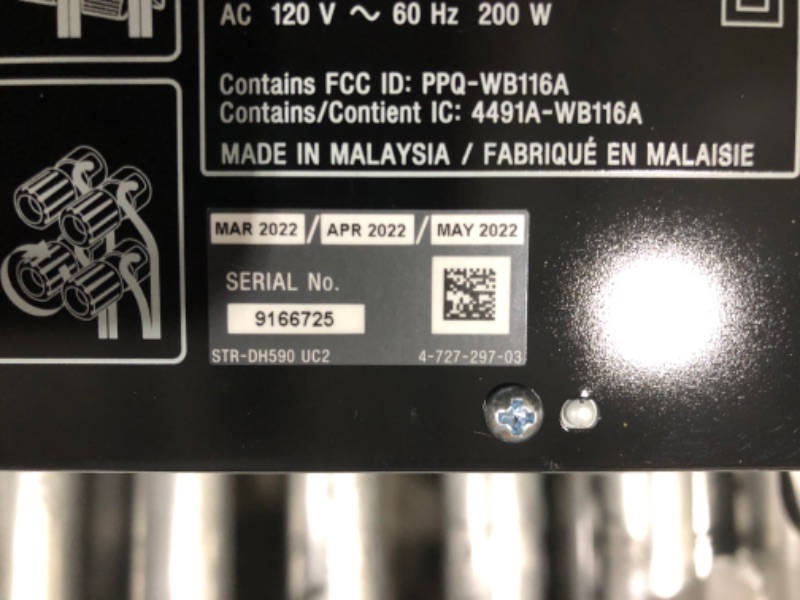 AC 120 V ～ 60 Hz 200 W
Contains FCC ID: PPQ-WB116A
Contains/Contient IC: 4491A-WB116A
MADE IN MALAYSIA / FABRIQUÉ EN MALAISIE
MAR 2022 / APR 2022 / MAY 2022
SERIAL No.
9166725
STR-DH590 UC2 4-727-297-03